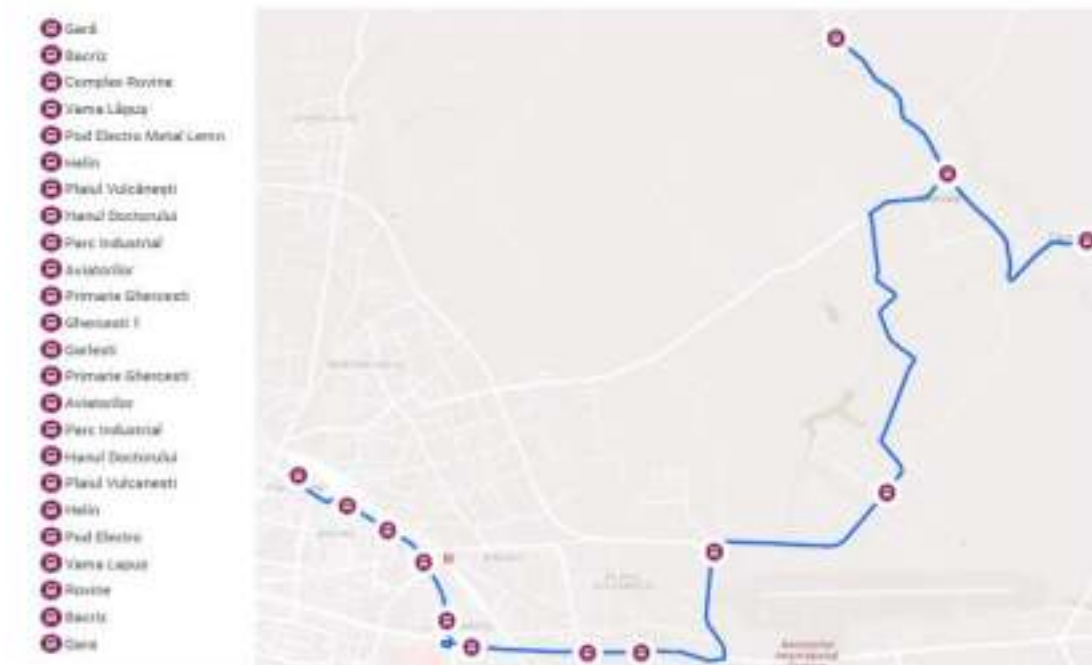 Gară
Bacriz
Complex Rovine
Vama Lăpuș
Pod Electro Metal Lemn
Helin
Plaiul Vulcănești
Hanul Doctorului
Parc Industrial
Aviatorilor
Primarie Ghercesti
Ghercesti 1
Garlesti
Primarie Ghercesti
Aviatorilor
Parc Industrial
Hanul Doctorului
Plaiul Vulcanesti
Helin
Pod Electro
Vama Lapus
Rovine
Bacriz
Gara